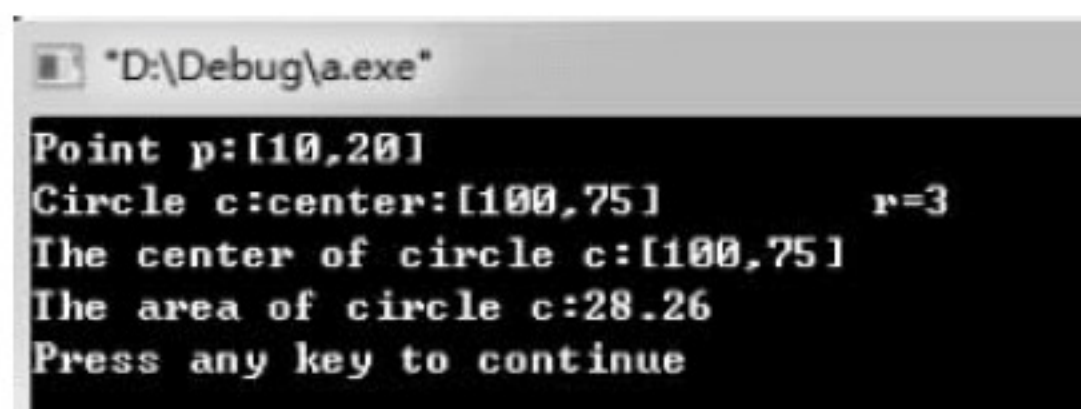 "D:\Debug\a.exe"
Point p:[10,20]
Circle c:center:[100,75]        r=3
The center of circle c:[100,75]
The area of circle c:28.26
Press any key to continue